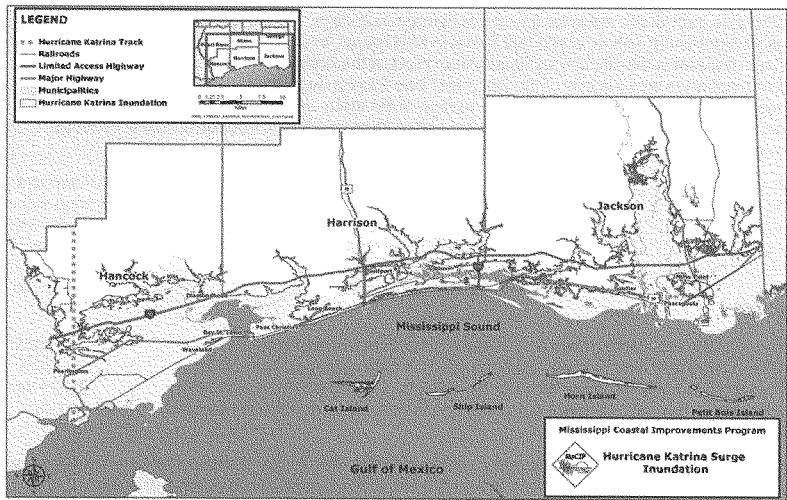 LEGEND
Hurricane Katrina Track
Railroads
Limited Access Highway
Major Highway
Municipalities
Hurricane Katrina Inundation
Jackson
Harrison
Hancock
Mississippi Sound
Bay St. Louis
Waveland
Pass Christian
Long Beach
Pearlington
Cat Island
Ship Island
Horn Island
Petit Bois Island
Gulf of Mexico
Mississippi Coastal Improvements Program
MsCIP
Hurricane Katrina Surge
Inundation